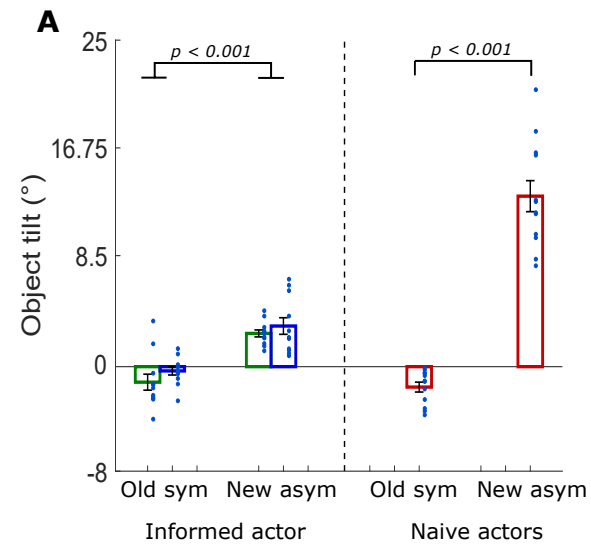 A
25
16.75
8.5
0
-8
Object tilt (°)
p < 0.001
p < 0.001
Old sym New asym Old sym New asym
Informed actor Naive actors